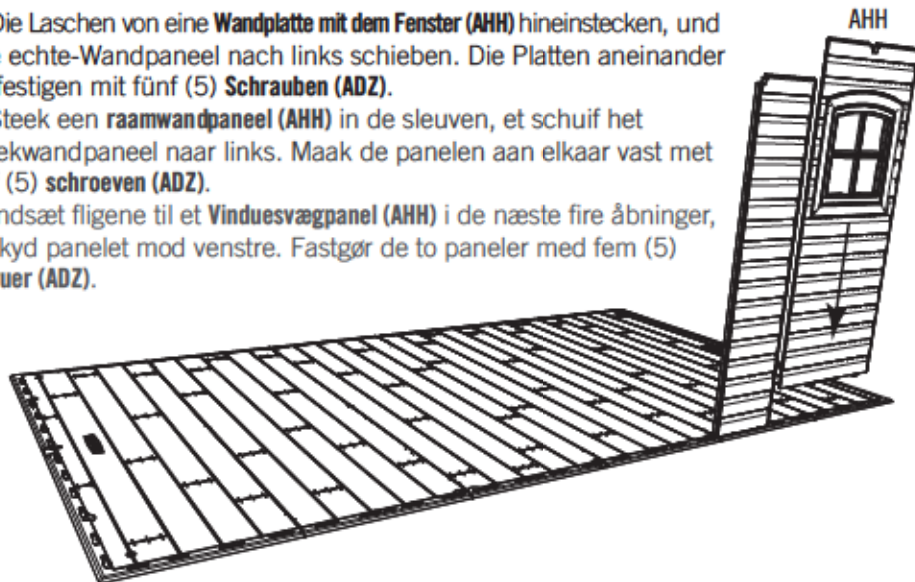 Die Laschen von eine Wandplatte mit dem Fenster (AHH) hineinstecken, und
echte-Wandpaneel nach links schieben. Die Platten aneinander
festigen mit fünf (5) Schrauben (ADZ).
Steek een raamwandpaneel (AHH) in de sleuven, et schuif het
ekwandpaneel naar links. Maak de panelen aan elkaar vast met
(5) schroeven (ADZ).
ndsæt fligene til et Vinduesvægpanel (AHH) i de næste fire åbninger,
kyd panelet mod venstre. Fastgør de to paneler med fem (5)
uer (ADZ).
AHH